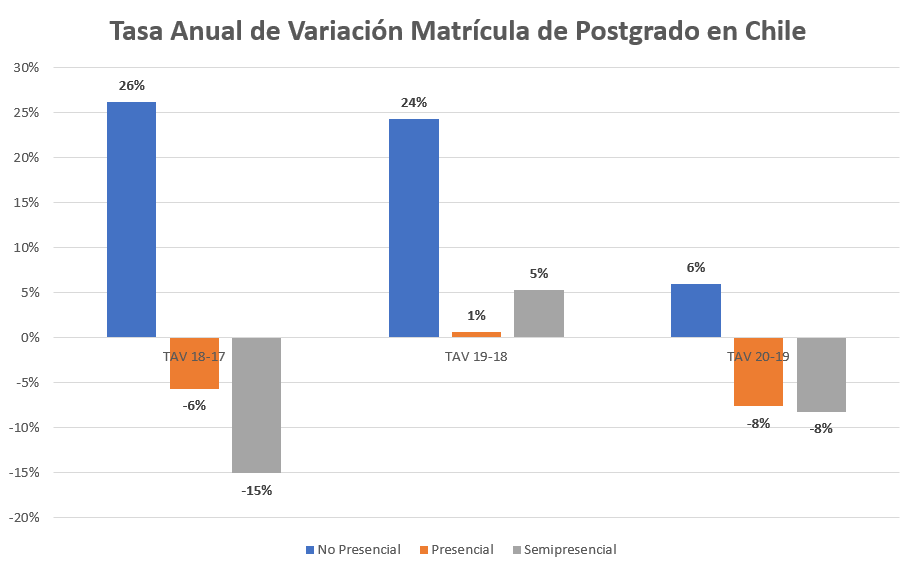 Tasa Anual de Variación Matrícula de Postgrado en Chile
30%
25%
20%
15%
10%
5%
0%
-5%
-10%
-15%
-20%
26%
-6%
-15%
24%
1%
5%
6%
-8%
-8%
TAV 18-17
TAV 19-18
TAV 20-19
No Presencial
Presencial
Semipresencial